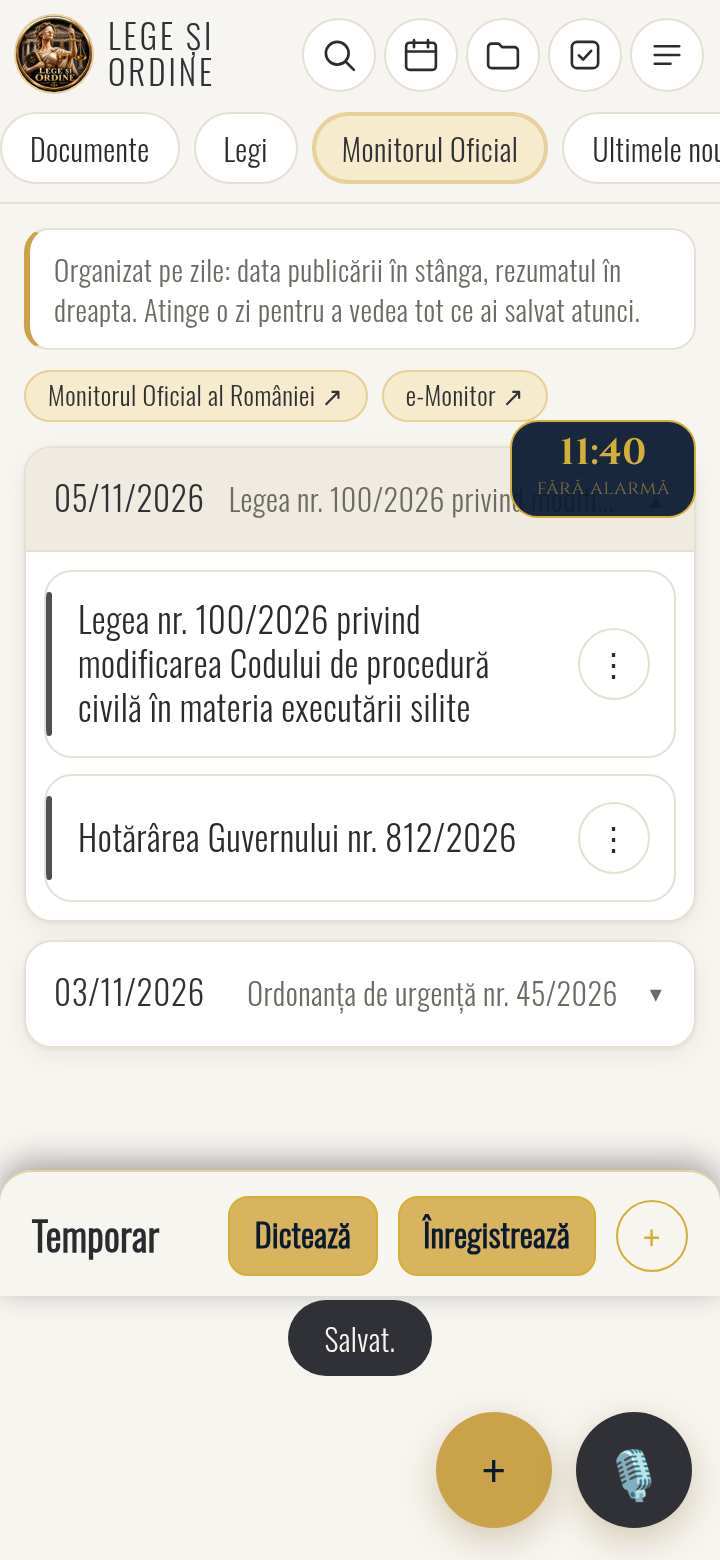 LEGE ȘI
ORDINE
LEGE ȘI
ORDINE
Documente
Legi
Monitorul Oficial
Ultimele nou
Organizat pe zile: data publicării în stânga, rezumatul în
dreapta. Atinge o zi pentru a vedea tot ce ai salvat atunci.
Monitorul Oficial al României ↗
e-Monitor ↗
11:40
FĂRĂ ALARMĂ
05/11/2026 Legea nr. 100/2026 privind modifi...
Legea nr. 100/2026 privind
modificarea Codului de procedură
civilă în materia executării silite
Hotărârea Guvernului nr. 812/2026
03/11/2026 Ordonanța de urgență nr. 45/2026
Temporar
Dictează
Înregistrează
+
Salvat.
+